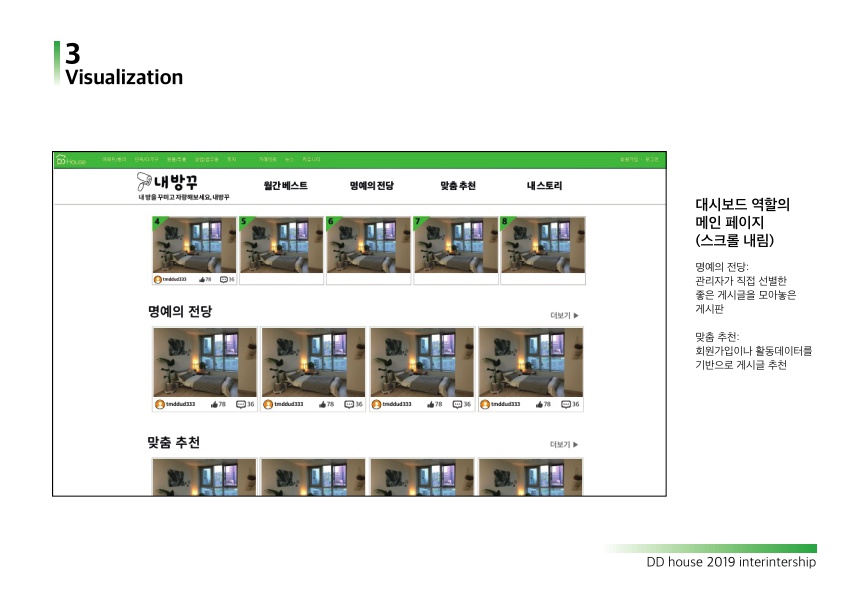 3
Visualization
DD House 커뮤니티 회원가입 · 로그인
내방꾸
내 방을 꾸미고 자랑해보세요, 내방꾸
월간 베스트 명예의 전당 맞춤 추천 내 스토리
4 5 6 7 8
tmddud333 78 36
명예의 전당 더보기 ▶
tmddud333 78 36 tmddud333 78 36 tmddud333 78 36 tmddud333 78 36
맞춤 추천 더보기 ▶
대시보드 역할의
메인 페이지
(스크롤 내림)
명예의 전당:
관리자가 직접 선별한
좋은 게시글을 모아놓은
게시판
맞춤 추천:
회원가입이나 활동데이터를
기반으로 게시글 추천
DD house 2019 interintership